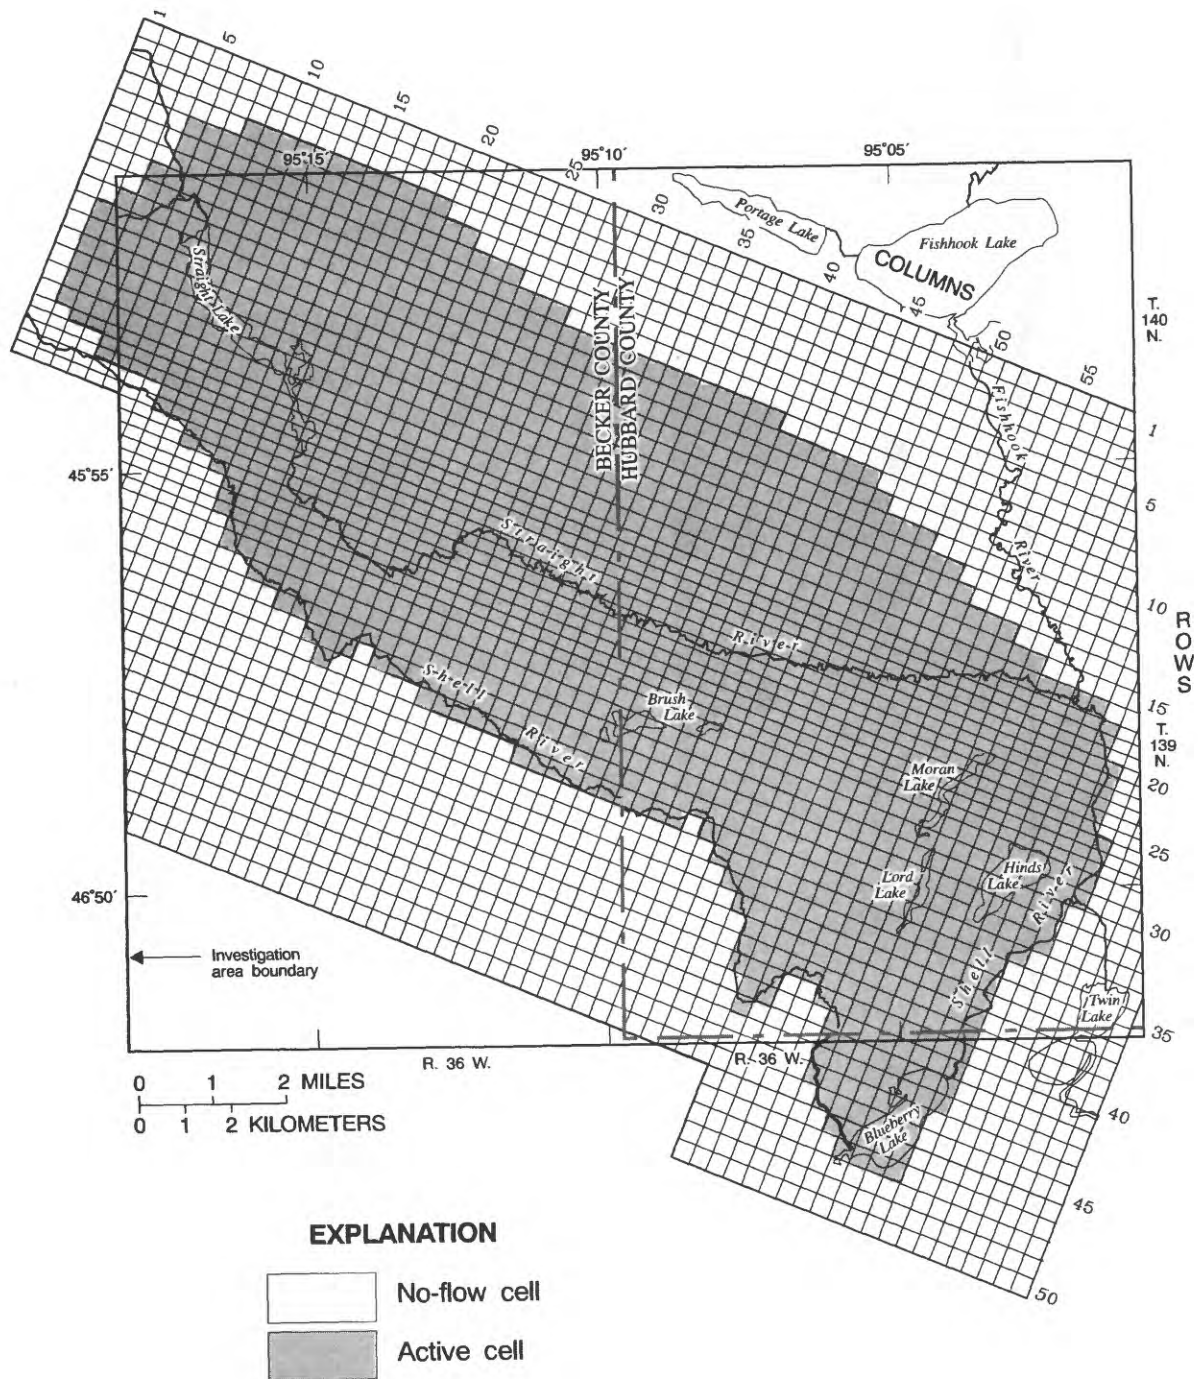 1
5
10
15
20
25
30
35
40
45
50
55
COLUMNS
95°15′
95°10′
95°05′
Portage Lake
Fishhook Lake
T.
140
N.
BECKER COUNTY
HUBBARD COUNTY
Straight Lake
Fishhook River
45°55′
1
5
10
15
20
25
30
35
40
45
50
ROWS
T.
139
N.
Straight River
Shell River
Brush
Lake
Moran
Lake
Lord
Lake
Hinds
Lake
Shell River
Twin
Lake
46°50′
Investigation
area boundary
R. 36 W.
R. 36 W.
Blueberry
Lake
0 1 2 MILES
0 1 2 KILOMETERS
EXPLANATION
No-flow cell
Active cell